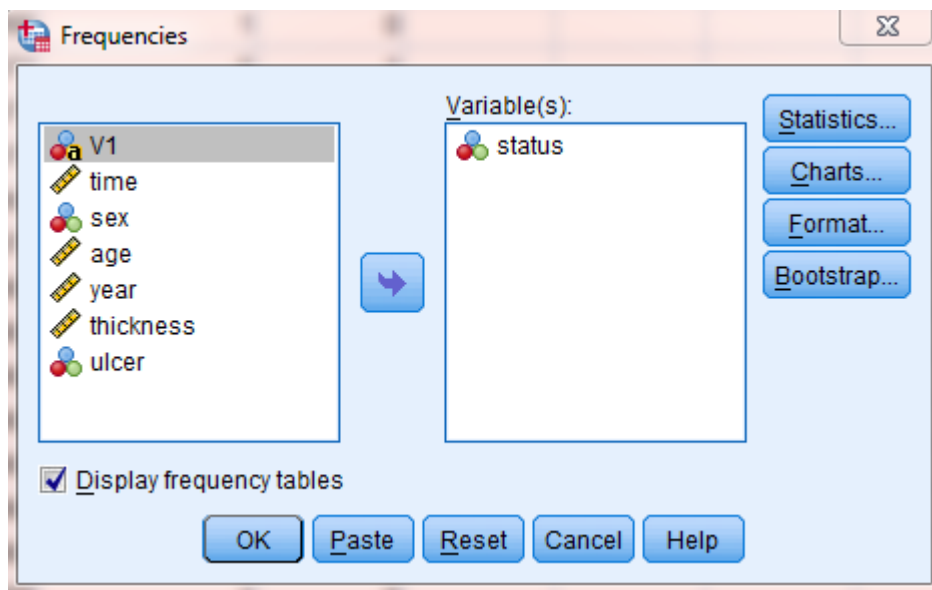 Frequencies
Variable(s):
V1
time
sex
age
year
thickness
ulcer
status
Statistics...
Charts...
Format...
Bootstrap...
Display frequency tables
OK Paste Reset Cancel Help